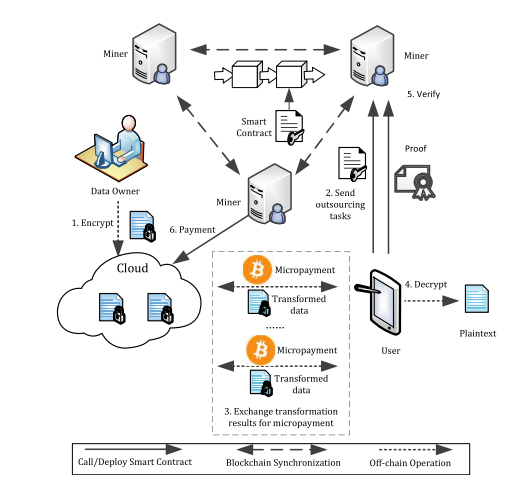 Miner
Miner
5. Verify
Smart
Contract
Proof
Data Owner
Miner
2. Send
outsourcing
tasks
1. Encrypt
6. Payment
Cloud
Micropayment
Transformed
data
......
Micropayment
Transformed
data
3. Exchange transformation
results for micropayment
4. Decrypt
User
Plaintext
Call/Deploy Smart Contract
Blockchain Synchronization
Off-chain Operation